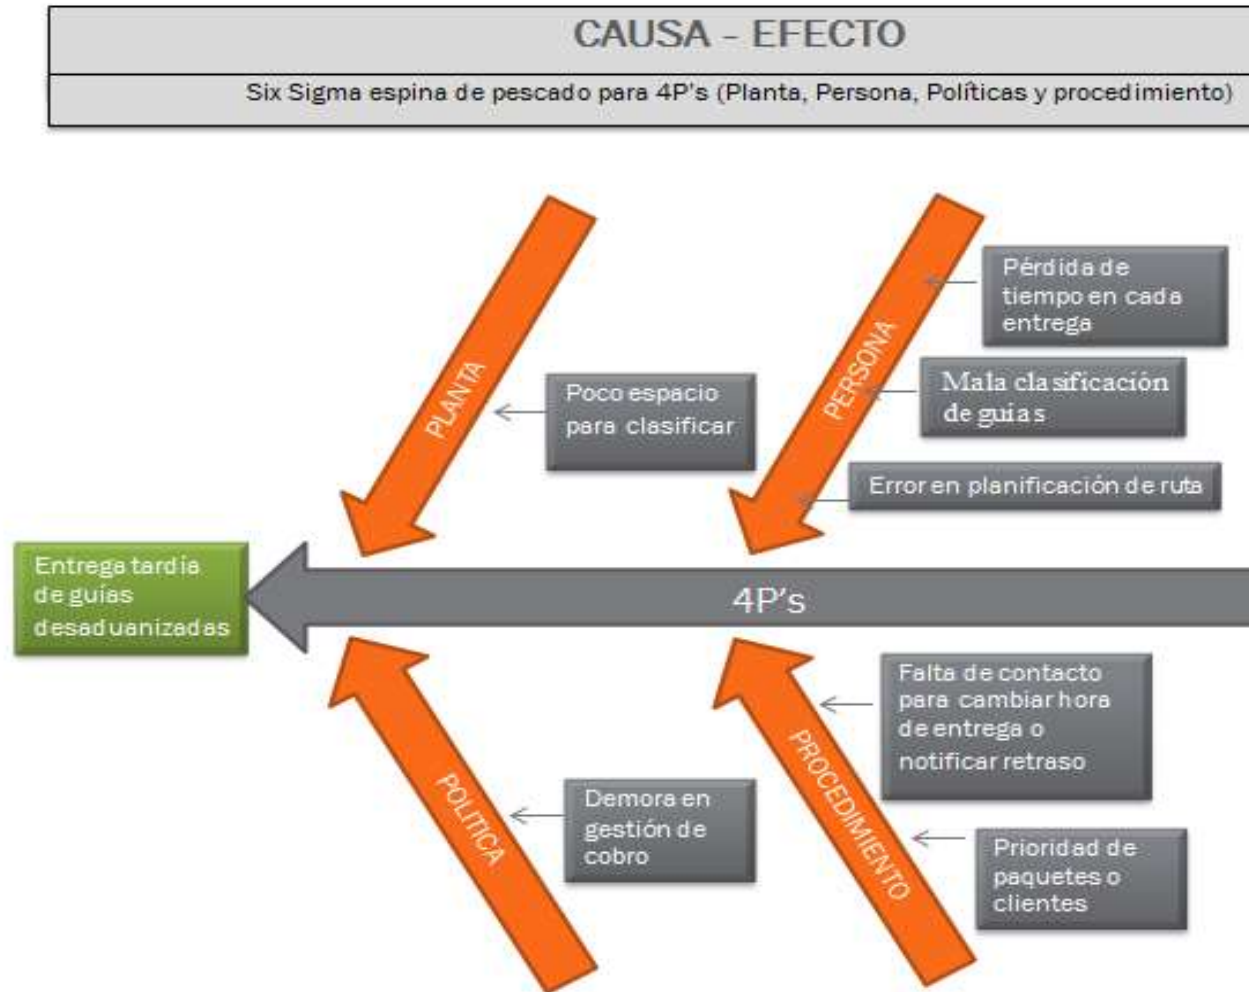 CAUSA - EFECTO
Six Sigma espina de pescado para 4P's (Planta, Persona, Políticas y procedimiento)
PLANTA
Poco espacio
para clasificar
PERSONA
Pérdida de
tiempo en cada
entrega
Mala clasificación
de guías
Error en planificación de ruta
Entrega tardía
de guías
desaduanizadas
4P's
POLITICA
Demora en
gestión de
cobro
PROCEDIMIENTO
Falta de contacto
para cambiar hora
de entrega o
notificar retraso
Prioridad de
paquetes o
clientes